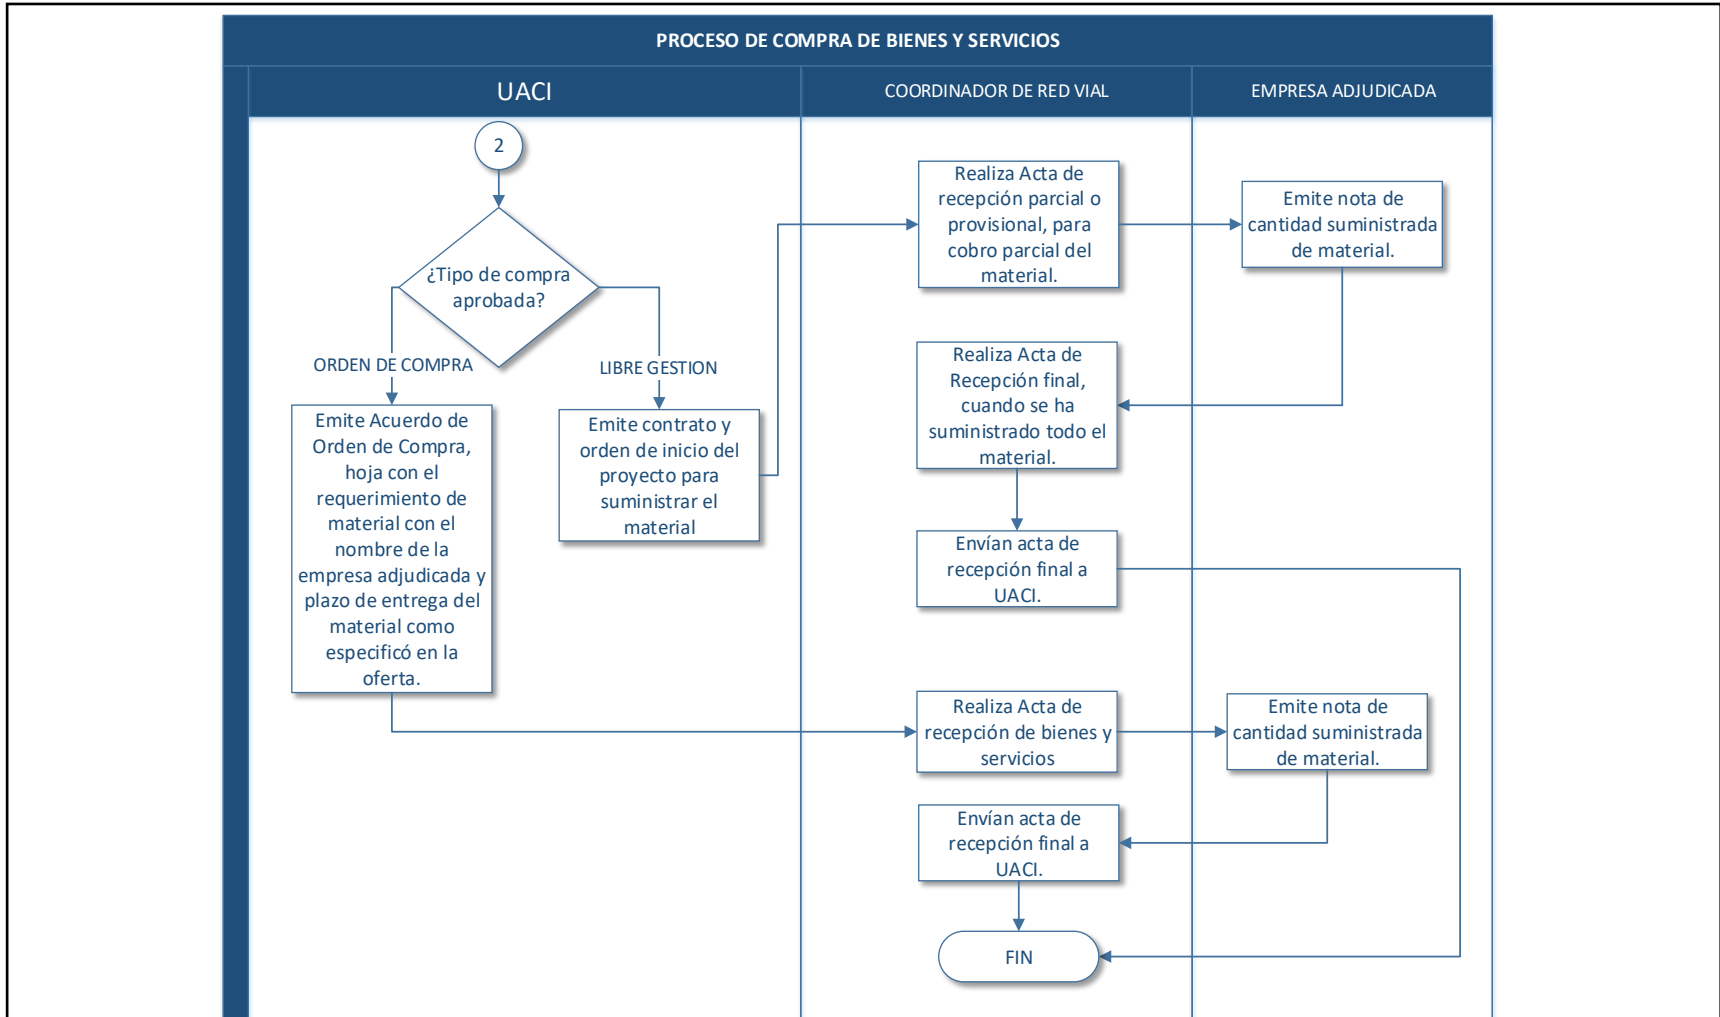 PROCESO DE COMPRA DE BIENES Y SERVICIOS
UACI
COORDINADOR DE RED VIAL
EMPRESA ADJUDICADA
2
¿Tipo de compra
aprobada?
ORDEN DE COMPRA
LIBRE GESTION
Emite Acuerdo de
Orden de Compra,
hoja con el
requerimiento de
material con el
nombre de la
empresa adjudicada y
plazo de entrega del
material como
especificó en la
oferta.
Emite contrato y
orden de inicio del
proyecto para
suministrar el
material
Realiza Acta de
recepción parcial o
provisional, para
cobro parcial del
material.
Emite nota de
cantidad suministrada
de material.
Realiza Acta de
Recepción final,
cuando se ha
suministrado todo el
material.
Envían acta de
recepción final a
UACI.
Realiza Acta de
recepción de bienes y
servicios
Emite nota de
cantidad suministrada
de material.
Envían acta de
recepción final a
UACI.
FIN